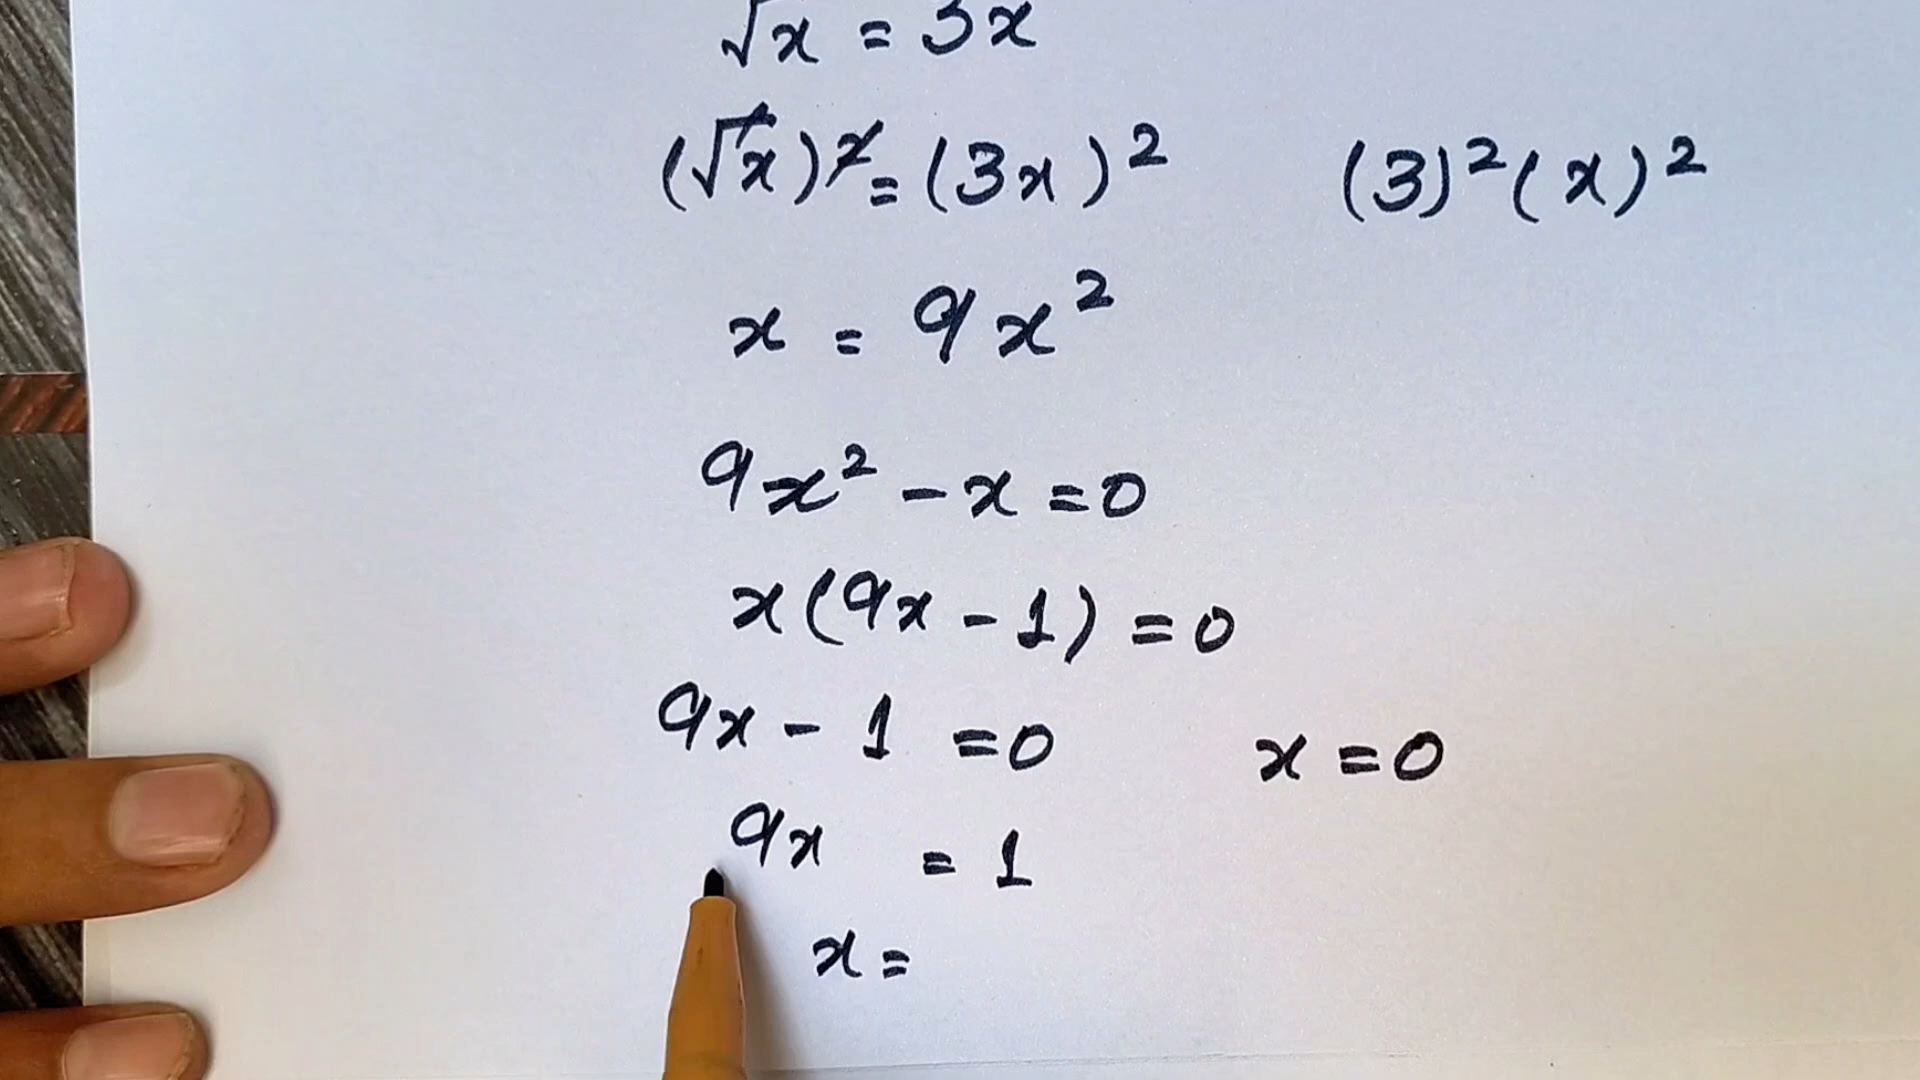 √x = 3x
(√x)² = (3x)² (3)²(x)²
x = 9x²
9x² - x = 0
x(9x - 1) = 0
9x - 1 = 0 x = 0
9x = 1
x =